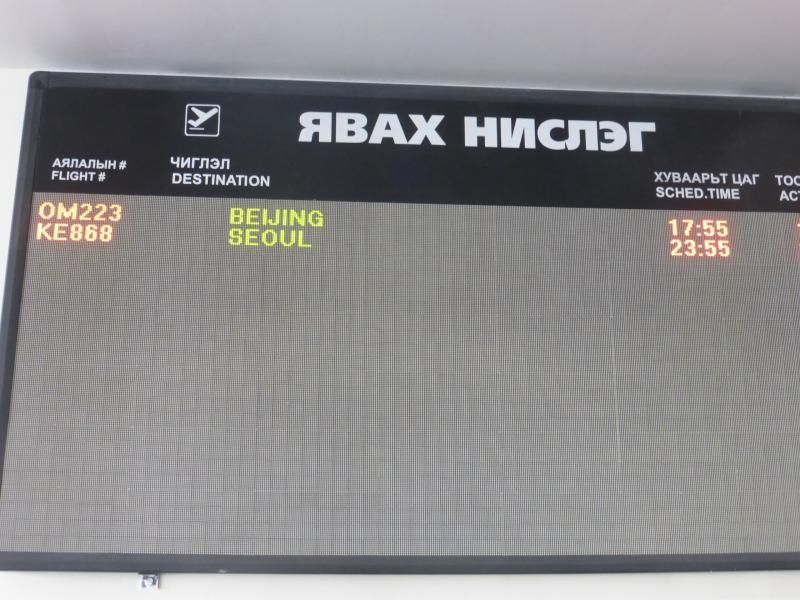 ЯВАХ НИСЛЭГ
АЯЛАЛЫН # ЧИГЛЭЛ ХУВААРЬТ ЦАГ
FLIGHT # DESTINATION SCHED.TIME
OM223 BEIJING 17:55
KE868 SEOUL 23:55